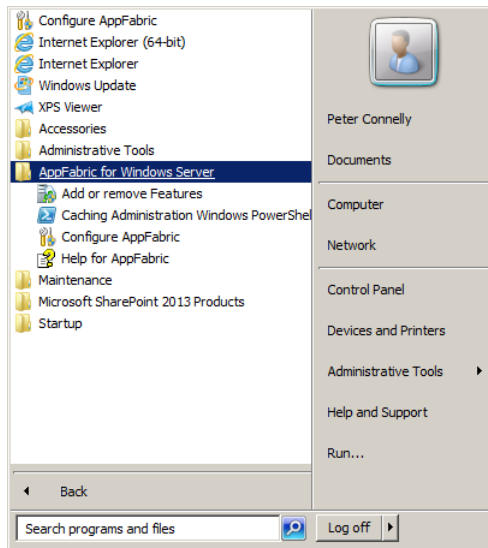 Configure AppFabric
Internet Explorer (64-bit)
Internet Explorer
Windows Update
XPS Viewer
Accessories
Administrative Tools
AppFabric for Windows Server
Add or remove Features
Caching Administration Windows PowerShel
Configure AppFabric
Help for AppFabric
Maintenance
Microsoft SharePoint 2013 Products
Startup
Back
Search programs and files
Peter Connelly
Documents
Computer
Network
Control Panel
Devices and Printers
Administrative Tools
Help and Support
Run...
Log off